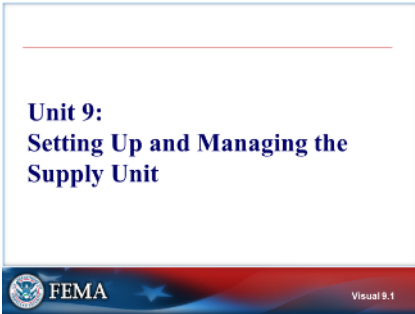 Unit 9:
Setting Up and Managing the
Supply Unit
FEMA
Visual 9.1